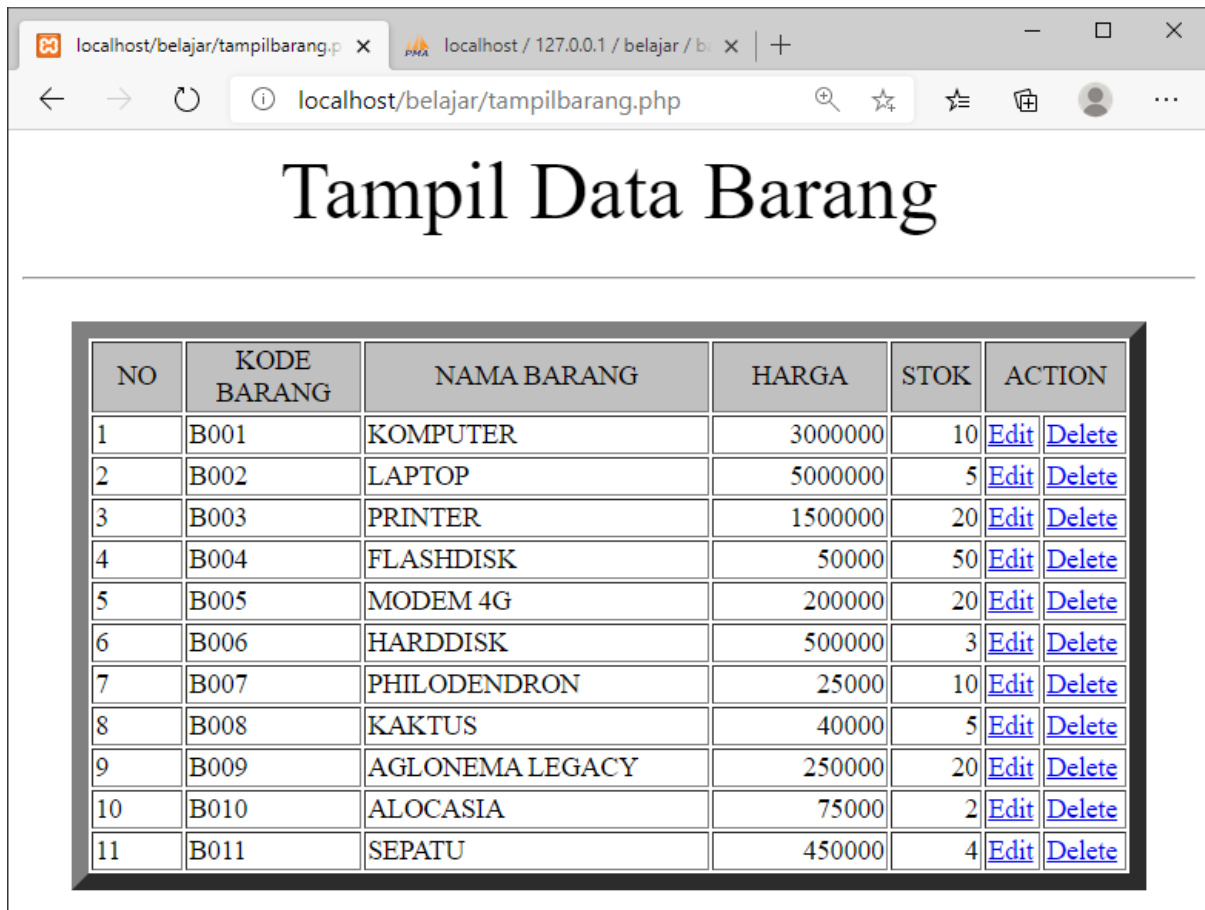 localhost/belajar/tampilbarang.p
localhost / 127.0.0.1 / belajar / b
localhost/belajar/tampilbarang.php
Tampil Data Barang
NO KODE BARANG NAMA BARANG HARGA STOK ACTION
1 B001 KOMPUTER 3000000 10 Edit Delete
2 B002 LAPTOP 5000000 5 Edit Delete
3 B003 PRINTER 1500000 20 Edit Delete
4 B004 FLASHDISK 50000 50 Edit Delete
5 B005 MODEM 4G 200000 20 Edit Delete
6 B006 HARDDISK 500000 3 Edit Delete
7 B007 PHILODENDRON 25000 10 Edit Delete
8 B008 KAKTUS 40000 5 Edit Delete
9 B009 AGLONEMA LEGACY 250000 20 Edit Delete
10 B010 ALOCASIA 75000 2 Edit Delete
11 B011 SEPATU 450000 4 Edit Delete